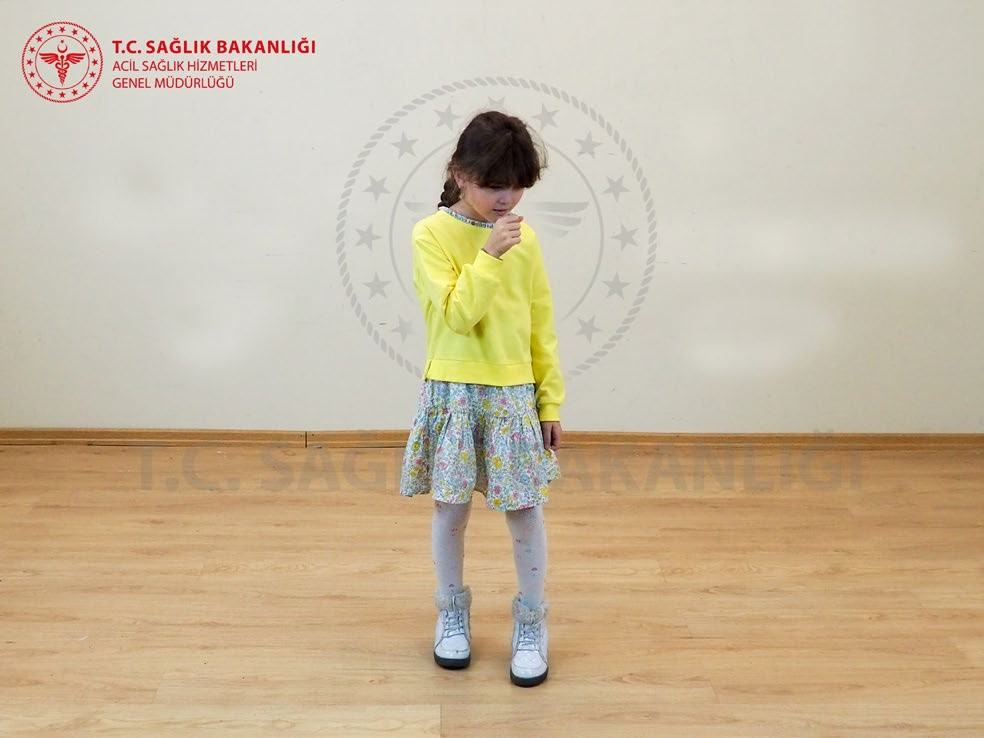 T.C. SAĞLIK BAKANLIĞI
ACİL SAĞLIK HİZMETLERİ
GENEL MÜDÜRLÜĞÜ
T.C. SAĞLIK BAKANLIĞI